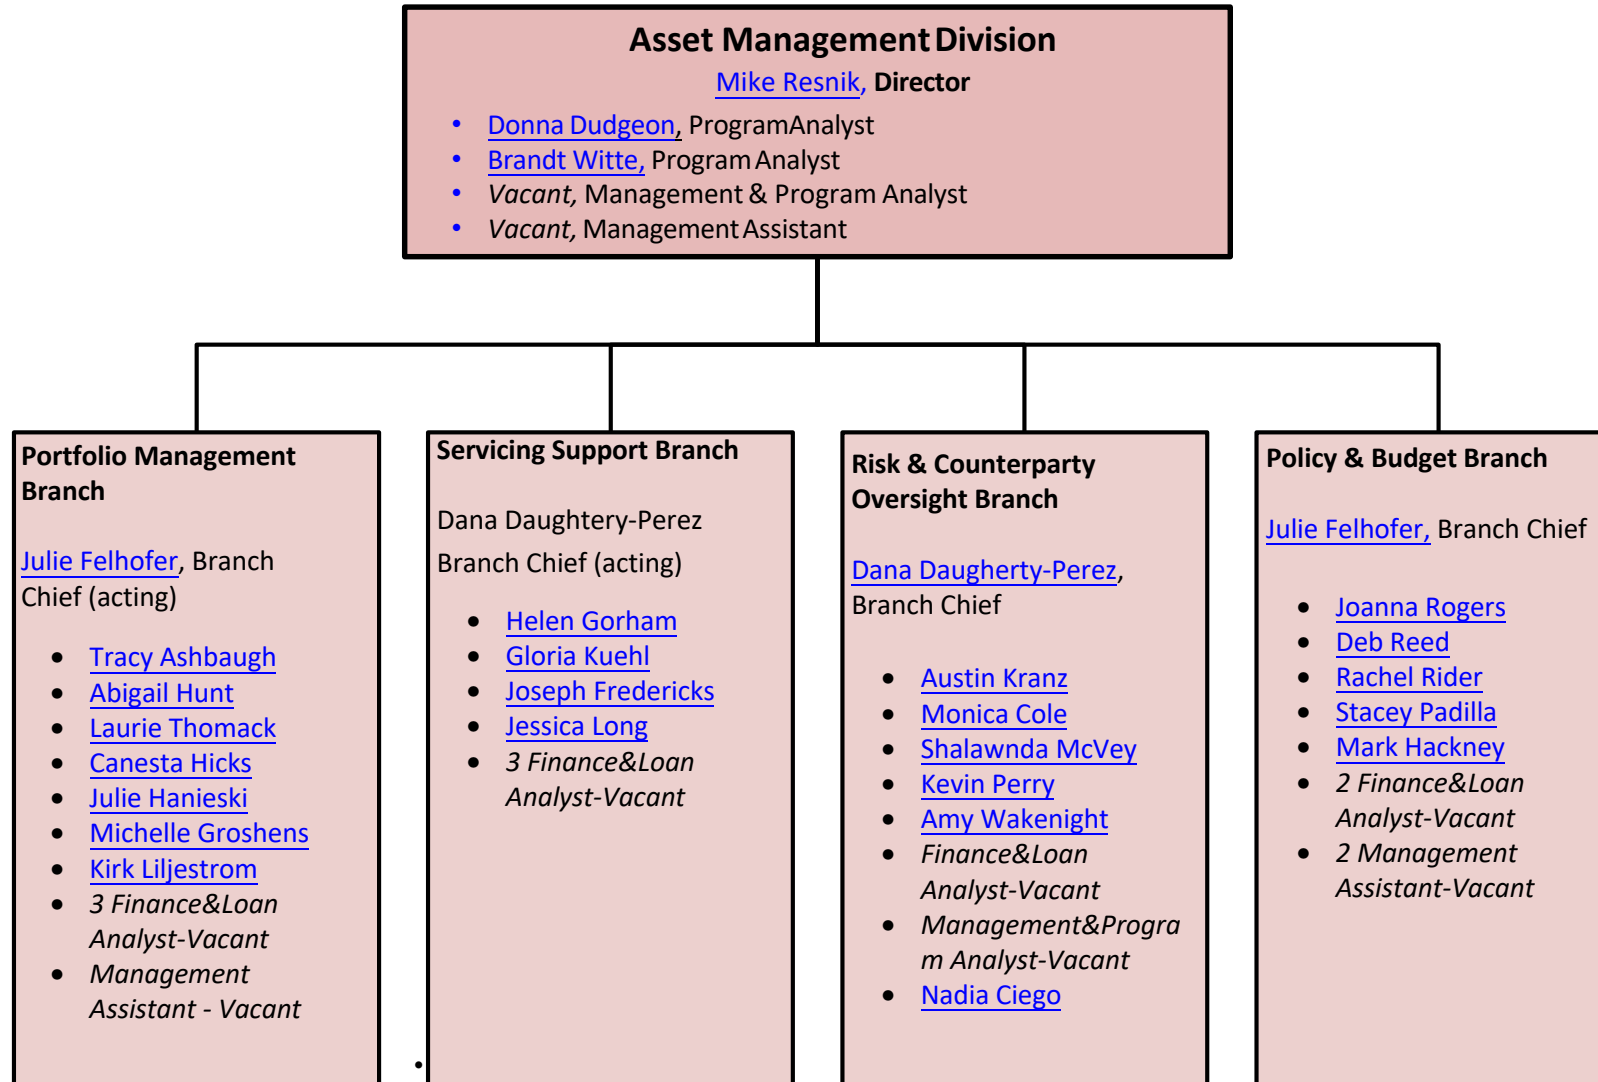 Asset Management Division
Mike Resnik, Director
• Donna Dudgeon, ProgramAnalyst
• Brandt Witte, Program Analyst
• Vacant, Management & Program Analyst
• Vacant, Management Assistant
Portfolio Management
Branch
Julie Felhofer, Branch
Chief (acting)
• Tracy Ashbaugh
• Abigail Hunt
• Laurie Thomack
• Canesta Hicks
• Julie Hanieski
• Michelle Groshens
• Kirk Liljestrom
• 3 Finance&Loan
Analyst-Vacant
• Management
Assistant - Vacant
Servicing Support Branch
Dana Daughtery-Perez
Branch Chief (acting)
• Helen Gorham
• Gloria Kuehl
• Joseph Fredericks
• Jessica Long
• 3 Finance&Loan
Analyst-Vacant
•
Risk & Counterparty
Oversight Branch
Dana Daugherty-Perez,
Branch Chief
• Austin Kranz
• Monica Cole
• Shalawnda McVey
• Kevin Perry
• Amy Wakenight
• Finance&Loan
Analyst-Vacant
• Management&Progra
m Analyst-Vacant
• Nadia Ciego
Policy & Budget Branch
Julie Felhofer, Branch Chief
• Joanna Rogers
• Deb Reed
• Rachel Rider
• Stacey Padilla
• Mark Hackney
• 2 Finance&Loan
Analyst-Vacant
• 2 Management
Assistant-Vacant